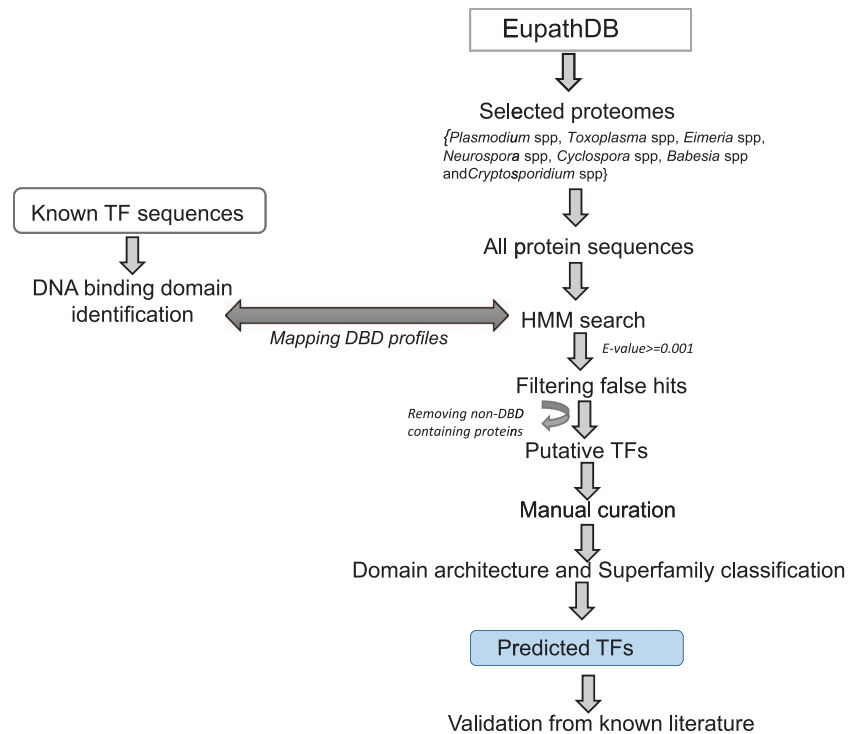 EupathDB
Selected proteomes
{Plasmodium spp, Toxoplasma spp, Eimeria spp,
Neurospora spp, Cyclospora spp, Babesia spp
andCryptosporidium spp}
Known TF sequences
All protein sequences
DNA binding domain
identification
HMM search
Mapping DBD profiles
E-value>=0.001
Filtering false hits
Removing non-DBD
containing proteins
Putative TFs
Manual curation
Domain architecture and Superfamily classification
Predicted TFs
Validation from known literature